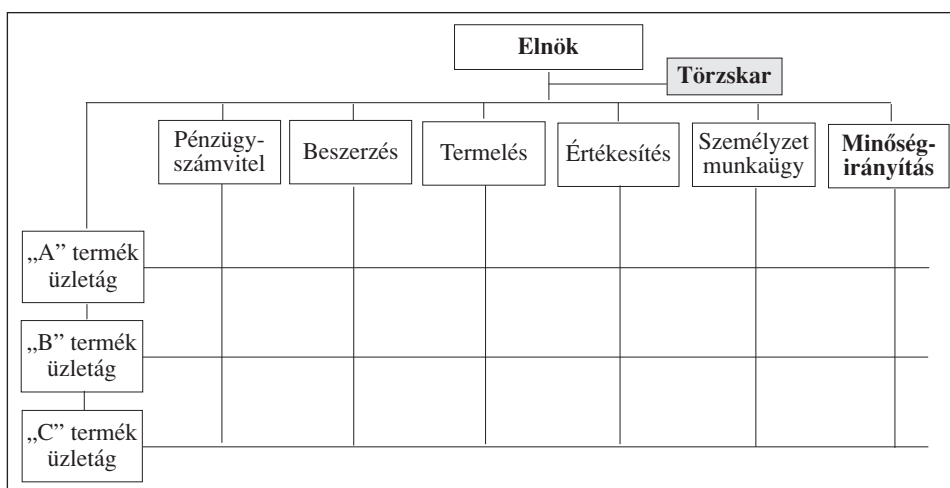 Elnök
Törzskar
Pénzügy-
számvitel
Beszerzés
Termelés
Értékesítés
Személyzet
munkaügy
Minőség-
irányítás
„A” termék
üzletág
„B” termék
üzletág
„C” termék
üzletág